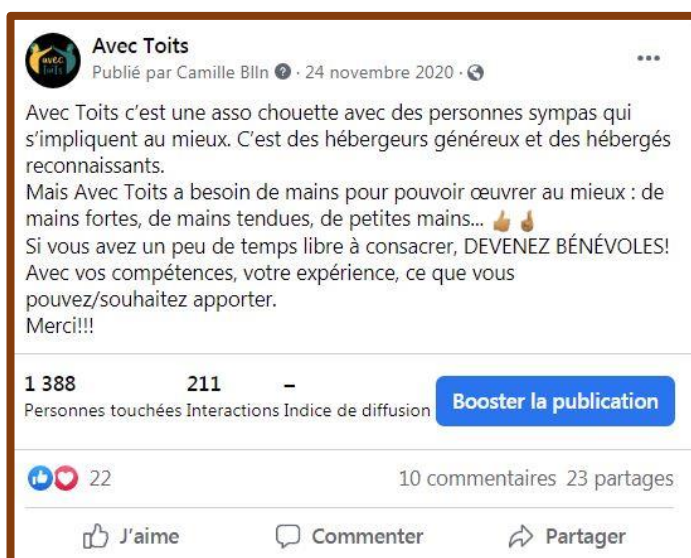 avec
toits
Avec Toits
Publié par Camille Blln · 24 novembre 2020 ·
Avec Toits c'est une asso chouette avec des personnes sympas qui
s'impliquent au mieux. C'est des hébergeurs généreux et des hébergés
reconnaissants.
Mais Avec Toits a besoin de mains pour pouvoir œuvrer au mieux : de
mains fortes, de mains tendues, de petites mains... 👍🏽 🤞🏽
Si vous avez un peu de temps libre à consacrer, DEVENEZ BÉNÉVOLES!
Avec vos compétences, votre expérience, ce que vous
pouvez/souhaitez apporter.
Merci!!!
1 388 211 –
Personnes touchées Interactions Indice de diffusion
Booster la publication
22 10 commentaires 23 partages
J'aime Commenter Partager